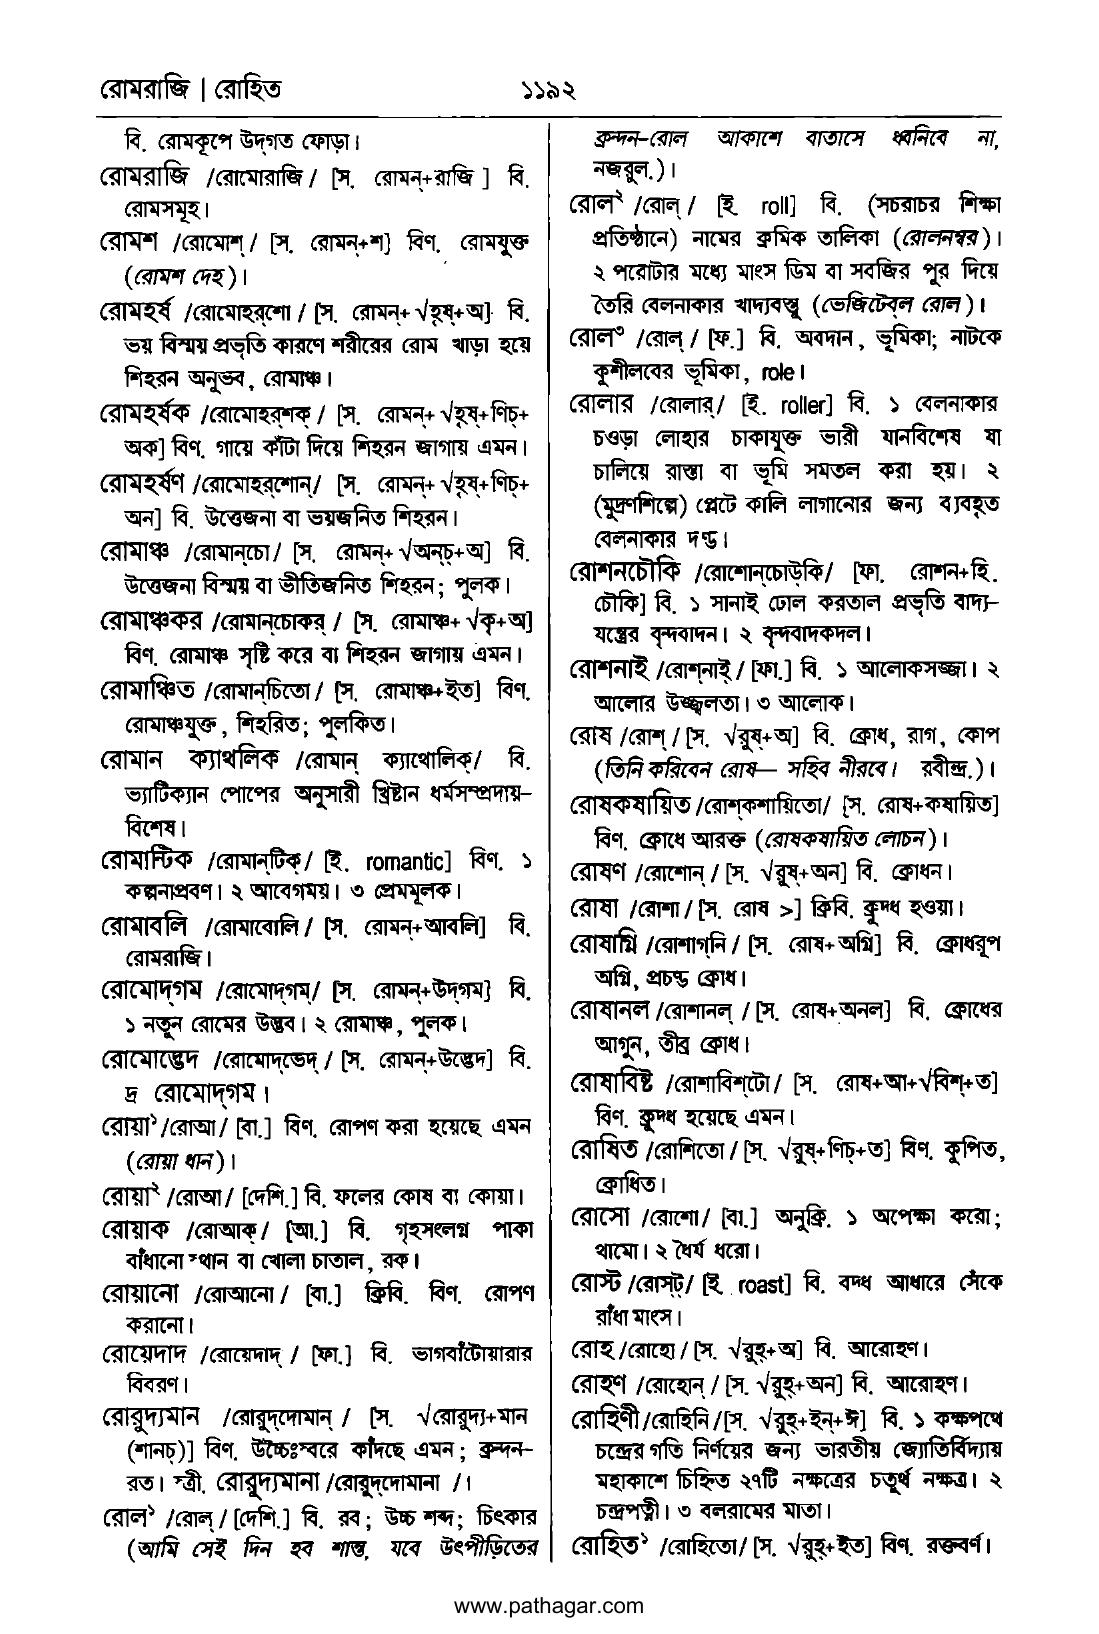 রোমরাজি | রোহিত
১১৯২
বি. রোমকূপে উদ্‌গত ফোড়া।
রোমরাজি /রোমোরাজি/ [স. রোমন্+রাজি ] বি.
রোমসমূহ।
রোমশ /রোমোশ্/ [স. রোমন্+শ} বিণ. রোমযুক্ত
(রোমশ দেহ)।
রোমহর্ষ /রোমোহর্‌শো/ [স. রোমন্+√হৃষ্+অ] বি.
ভয় বিস্ময় প্রভৃতি কারণে শরীরের রোম খাড়া হয়ে
শিহরন অনুভব, রোমাঞ্চ।
রোমহর্ষক /রোমোহর্‌শক্/ [স. রোমন্+√হৃষ্+ণিচ্+
অক] বিণ. গায়ে কাঁটা দিয়ে শিহরন জাগায় এমন।
রোমহর্ষণ /রোমোহর্‌শোন্/ [স. রোমন্+√হৃষ্+ণিচ্+
অন] বি. উত্তেজনা বা ভয়জনিত শিহরন।
রোমাঞ্চ /রোমান্‌চো/ [স. রোমন্+√অন্‌চ্+অ] বি.
উত্তেজনা বিস্ময় বা ভীতিজনিত শিহরন; পুলক।
রোমাঞ্চকর /রোমান্‌চোকর্/ [স. রোমাঞ্চ+√কৃ+অ]
বিণ. রোমাঞ্চ সৃষ্টি করে বা শিহরন জাগায় এমন।
রোমাঞ্চিত /রোমান্‌চিতো/ [স. রোমাঞ্চ+ইত] বিণ.
রোমাঞ্চযুক্ত, শিহরিত; পুলকিত।
রোমান ক্যাথলিক /রোমান্ ক্যাথোলিক্/ বি.
ভ্যাটিক্যান পোপের অনুসারী খ্রিষ্টান ধর্মসম্প্রদায়-
বিশেষ।
রোমান্টিক /রোমান্‌টিক্/ [ই. romantic] বিণ. ১
কল্পনাপ্রবণ। ২ আবেগময়। ৩ প্রেমমূলক।
রোমাবলি /রোমাবোলি/ [স. রোমন্+আবলি] বি.
রোমরাজি।
রোমোদ্‌গম /রোমোদ্‌গম্/ [স. রোমন্+উদ্‌গম} বি.
১ নতুন রোমের উদ্ভব। ২ রোমাঞ্চ, পুলক।
রোমোদ্ভেদ /রোমোদ্‌ভেদ্/ [স. রোমন্+উদ্ভেদ] বি.
দ্র রোমোদ্‌গম।
রোয়া১ /রোআ/ [বা.] বিণ. রোপণ করা হয়েছে এমন
(রোয়া ধান)।
রোয়া২ /রোআ/ [দেশি.] বি. ফলের কোষ বা কোয়া।
রোয়াক /রোআক্/ [আ.] বি. গৃহসংলগ্ন পাকা
বাঁধানো স্থান বা খোলা চাতাল, রক।
রোয়ানো /রোআনো/ [বা.] ক্রিবি. বিণ. রোপণ
করানো।
রোয়েদাদ /রোয়েদাদ্/ [ফা.] বি. ভাগবাঁটোয়ারার
বিবরণ।
রোরুদ্যমান /রোরুদ্‌দোমান্/ [স. √রোরুদ্য+মান
(শানচ্)] বিণ. উচ্চৈঃস্বরে কাঁদছে এমন; ক্রন্দন-
রত। স্ত্রী. রোরুদ্যমানা /রোরুদ্‌দোমানা /।
রোল১ /রোল্/ [দেশি.] বি. রব; উচ্চ শব্দ; চিৎকার
(আমি সেই দিন হব শান্ত, যবে উৎপীড়িতের
ক্রন্দন-রোল আকাশে বাতাসে ধ্বনিবে না,
নজরুল.)।
রোল২ /রোল্/ [ই. roll] বি. (সচরাচর শিক্ষা
প্রতিষ্ঠানে) নামের ক্রমিক তালিকা (রোলনম্বর)।
২ পরোটার মধ্যে মাংস ডিম বা সবজির পুর দিয়ে
তৈরি বেলনাকার খাদ্যবস্তু (ভেজিটেব্‌ল রোল)।
রোল৩ /রোল্/ [ফ.] বি. অবদান, ভূমিকা; নাটকে
কুশীলবের ভূমিকা, role।
রোলার /রোলার্/ [ই. roller] বি. ১ বেলনাকার
চওড়া লোহার চাকাযুক্ত ভারী যানবিশেষ যা
চালিয়ে রাস্তা বা ভূমি সমতল করা হয়। ২
(মুদ্রণশিল্পে) প্লেটে কালি লাগানোর জন্য ব্যবহৃত
বেলনাকার দণ্ড।
রোশনচৌকি /রোশোন্‌চোউ্‌কি/ [ফা. রোশন+হি.
চৌকি] বি. ১ সানাই ঢোল করতাল প্রভৃতি বাদ্য-
যন্ত্রের বৃন্দবাদন। ২ বৃন্দবাদকদল।
রোশনাই /রোশ্‌নাই্/ [ফা.] বি. ১ আলোকসজ্জা। ২
আলোর উজ্জ্বলতা। ৩ আলোক।
রোষ /রোশ্/ [স. √রুষ্+অ] বি. ক্রোধ, রাগ, কোপ
(তিনি করিবেন রোষ— সহিব নীরবে। রবীন্দ্র.)।
রোষকষায়িত /রোশ্‌কশায়িতো/ [স. রোষ+কষায়িত]
বিণ. ক্রোধে আরক্ত (রোষকষায়িত লোচন)।
রোষণ /রোশোন্/ [স. √রুষ্+অন] বি. ক্রোধন।
রোষা /রোশা/ [স. রোষ >] ক্রিবি. ক্রুদ্ধ হওয়া।
রোষাগ্নি /রোশাগ্‌নি/ [স. রোষ+অগ্নি] বি. ক্রোধরূপ
অগ্নি, প্রচণ্ড ক্রোধ।
রোষানল /রোশানল্/ [স. রোষ+অনল] বি. ক্রোধের
আগুন, তীব্র ক্রোধ।
রোষাবিষ্ট /রোশাবিশ্‌টো/ [স. রোষ+আ+√বিশ্+ত]
বিণ. ক্রুদ্ধ হয়েছে এমন।
রোষিত /রোশিতো/ [স. √রুষ্+ণিচ্+ত] বিণ. কুপিত,
ক্রোধিত।
রোসো /রোশো/ [বা.] অনুক্রি. ১ অপেক্ষা করো;
থামো। ২ ধৈর্য ধরো।
রোস্ট /রোস্‌ট্/ [ই. roast] বি. বদ্ধ আধারে সেঁকে
রাঁধা মাংস।
রোহ /রোহো/ [স. √রুহ্+অ] বি. আরোহণ।
রোহণ /রোহোন্/ [স. √রুহ্+অন] বি. আরোহণ।
রোহিণী /রোহিনি/ [স. √রুহ্+ইন্+ঈ] বি. ১ কক্ষপথে
চন্দ্রের গতি নির্ণয়ের জন্য ভারতীয় জ্যোতির্বিদ্যায়
মহাকাশে চিহ্নিত ২৭টি নক্ষত্রের চতুর্থ নক্ষত্র। ২
চন্দ্রপত্নী। ৩ বলরামের মাতা।
রোহিত১ /রোহিতো/ [স. √রুহ্+ইত] বিণ. রক্তবর্ণ।
www.pathagar.com